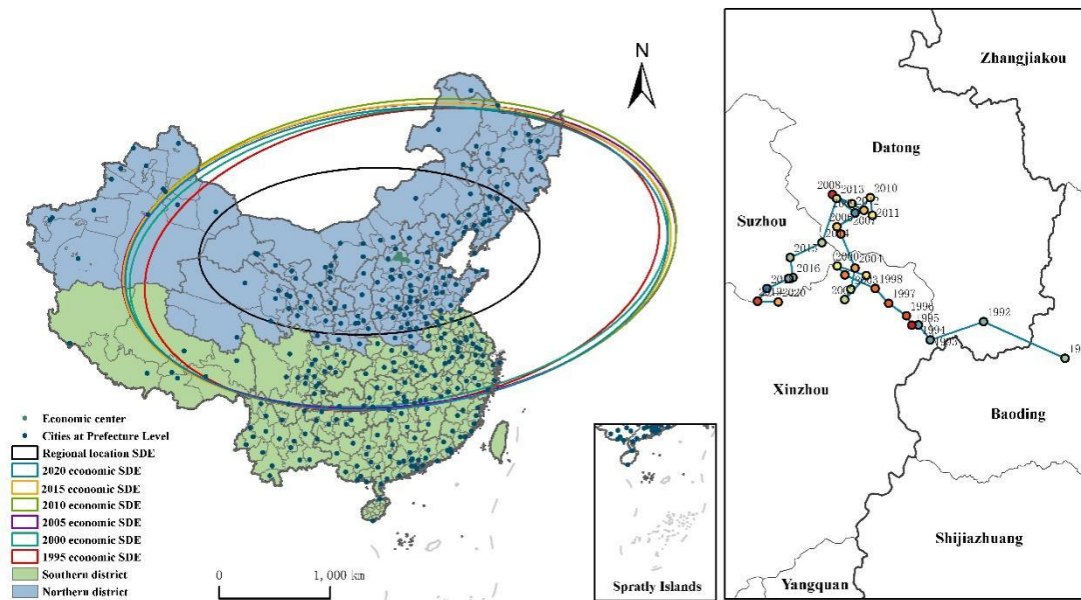 N
Economic center
Cities at Prefecture Level
Regional location SDE
2020 economic SDE
2015 economic SDE
2010 economic SDE
2005 economic SDE
2000 economic SDE
1995 economic SDE
Southern district
Northern district
0
1,000 km
Spratly Islands
Zhangjiakou
Datong
2008
2013
2010
2011
2007
Suzhou
2015
2016
2020
1998
1997
1996
1995
1994
1993
1992
Xinzhou
Baoding
Shijiazhuang
Yangquan